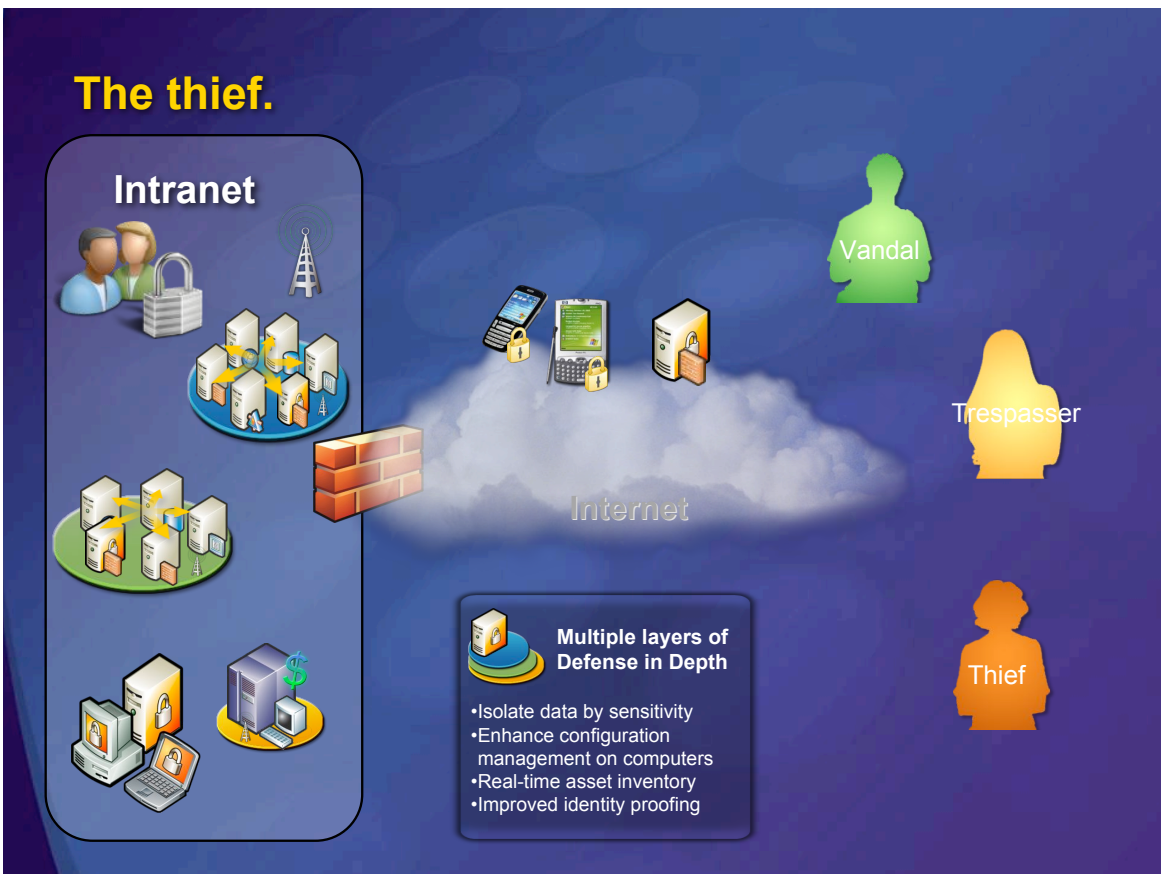 The thief.
Intranet
Vandal
Trespasser
Internet
Thief
Multiple layers of
Defense in Depth
•Isolate data by sensitivity
•Enhance configuration
management on computers
•Real-time asset inventory
•Improved identity proofing